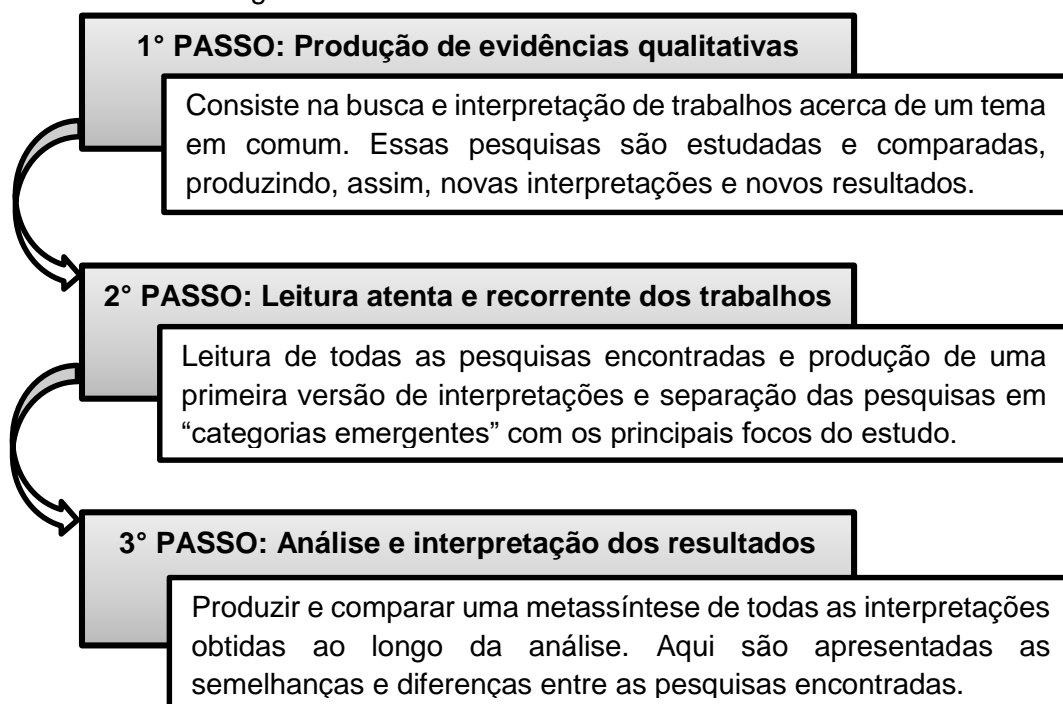 1° PASSO: Produção de evidências qualitativas
Consiste na busca e interpretação de trabalhos acerca de um tema
em comum. Essas pesquisas são estudadas e comparadas,
produzindo, assim, novas interpretações e novos resultados.
2° PASSO: Leitura atenta e recorrente dos trabalhos
Leitura de todas as pesquisas encontradas e produção de uma
primeira versão de interpretações e separação das pesquisas em
“categorias emergentes” com os principais focos do estudo.
3° PASSO: Análise e interpretação dos resultados
Produzir e comparar uma metassíntese de todas as interpretações
obtidas ao longo da análise. Aqui são apresentadas as
semelhanças e diferenças entre as pesquisas encontradas.